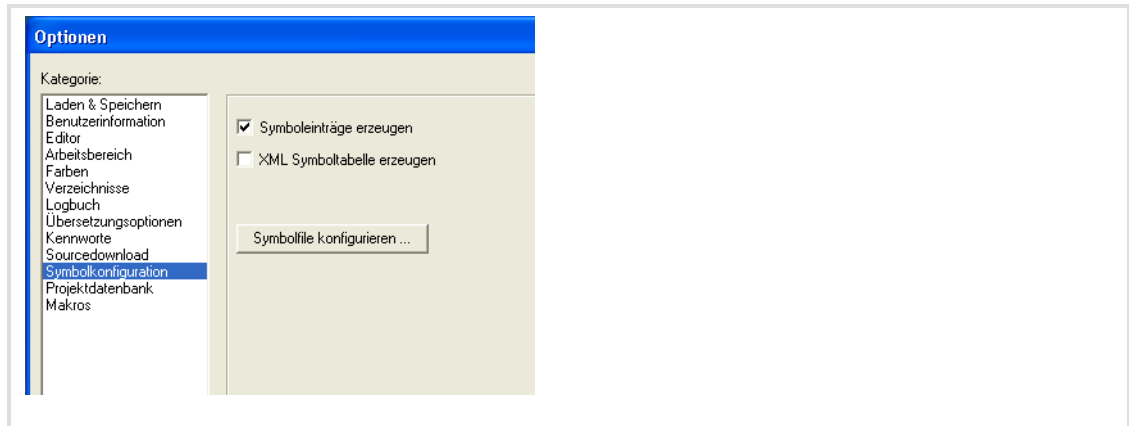 Optionen
Kategorie:
Laden & Speichern
Benutzerinformation
Editor
Arbeitsbereich
Farben
Verzeichnisse
Logbuch
Übersetzungsoptionen
Kennworte
Sourcedownload
Symbolkonfiguration
Projektdatenbank
Makros
Symboleinträge erzeugen
XML Symboltabelle erzeugen
Symbolfile konfigurieren ...